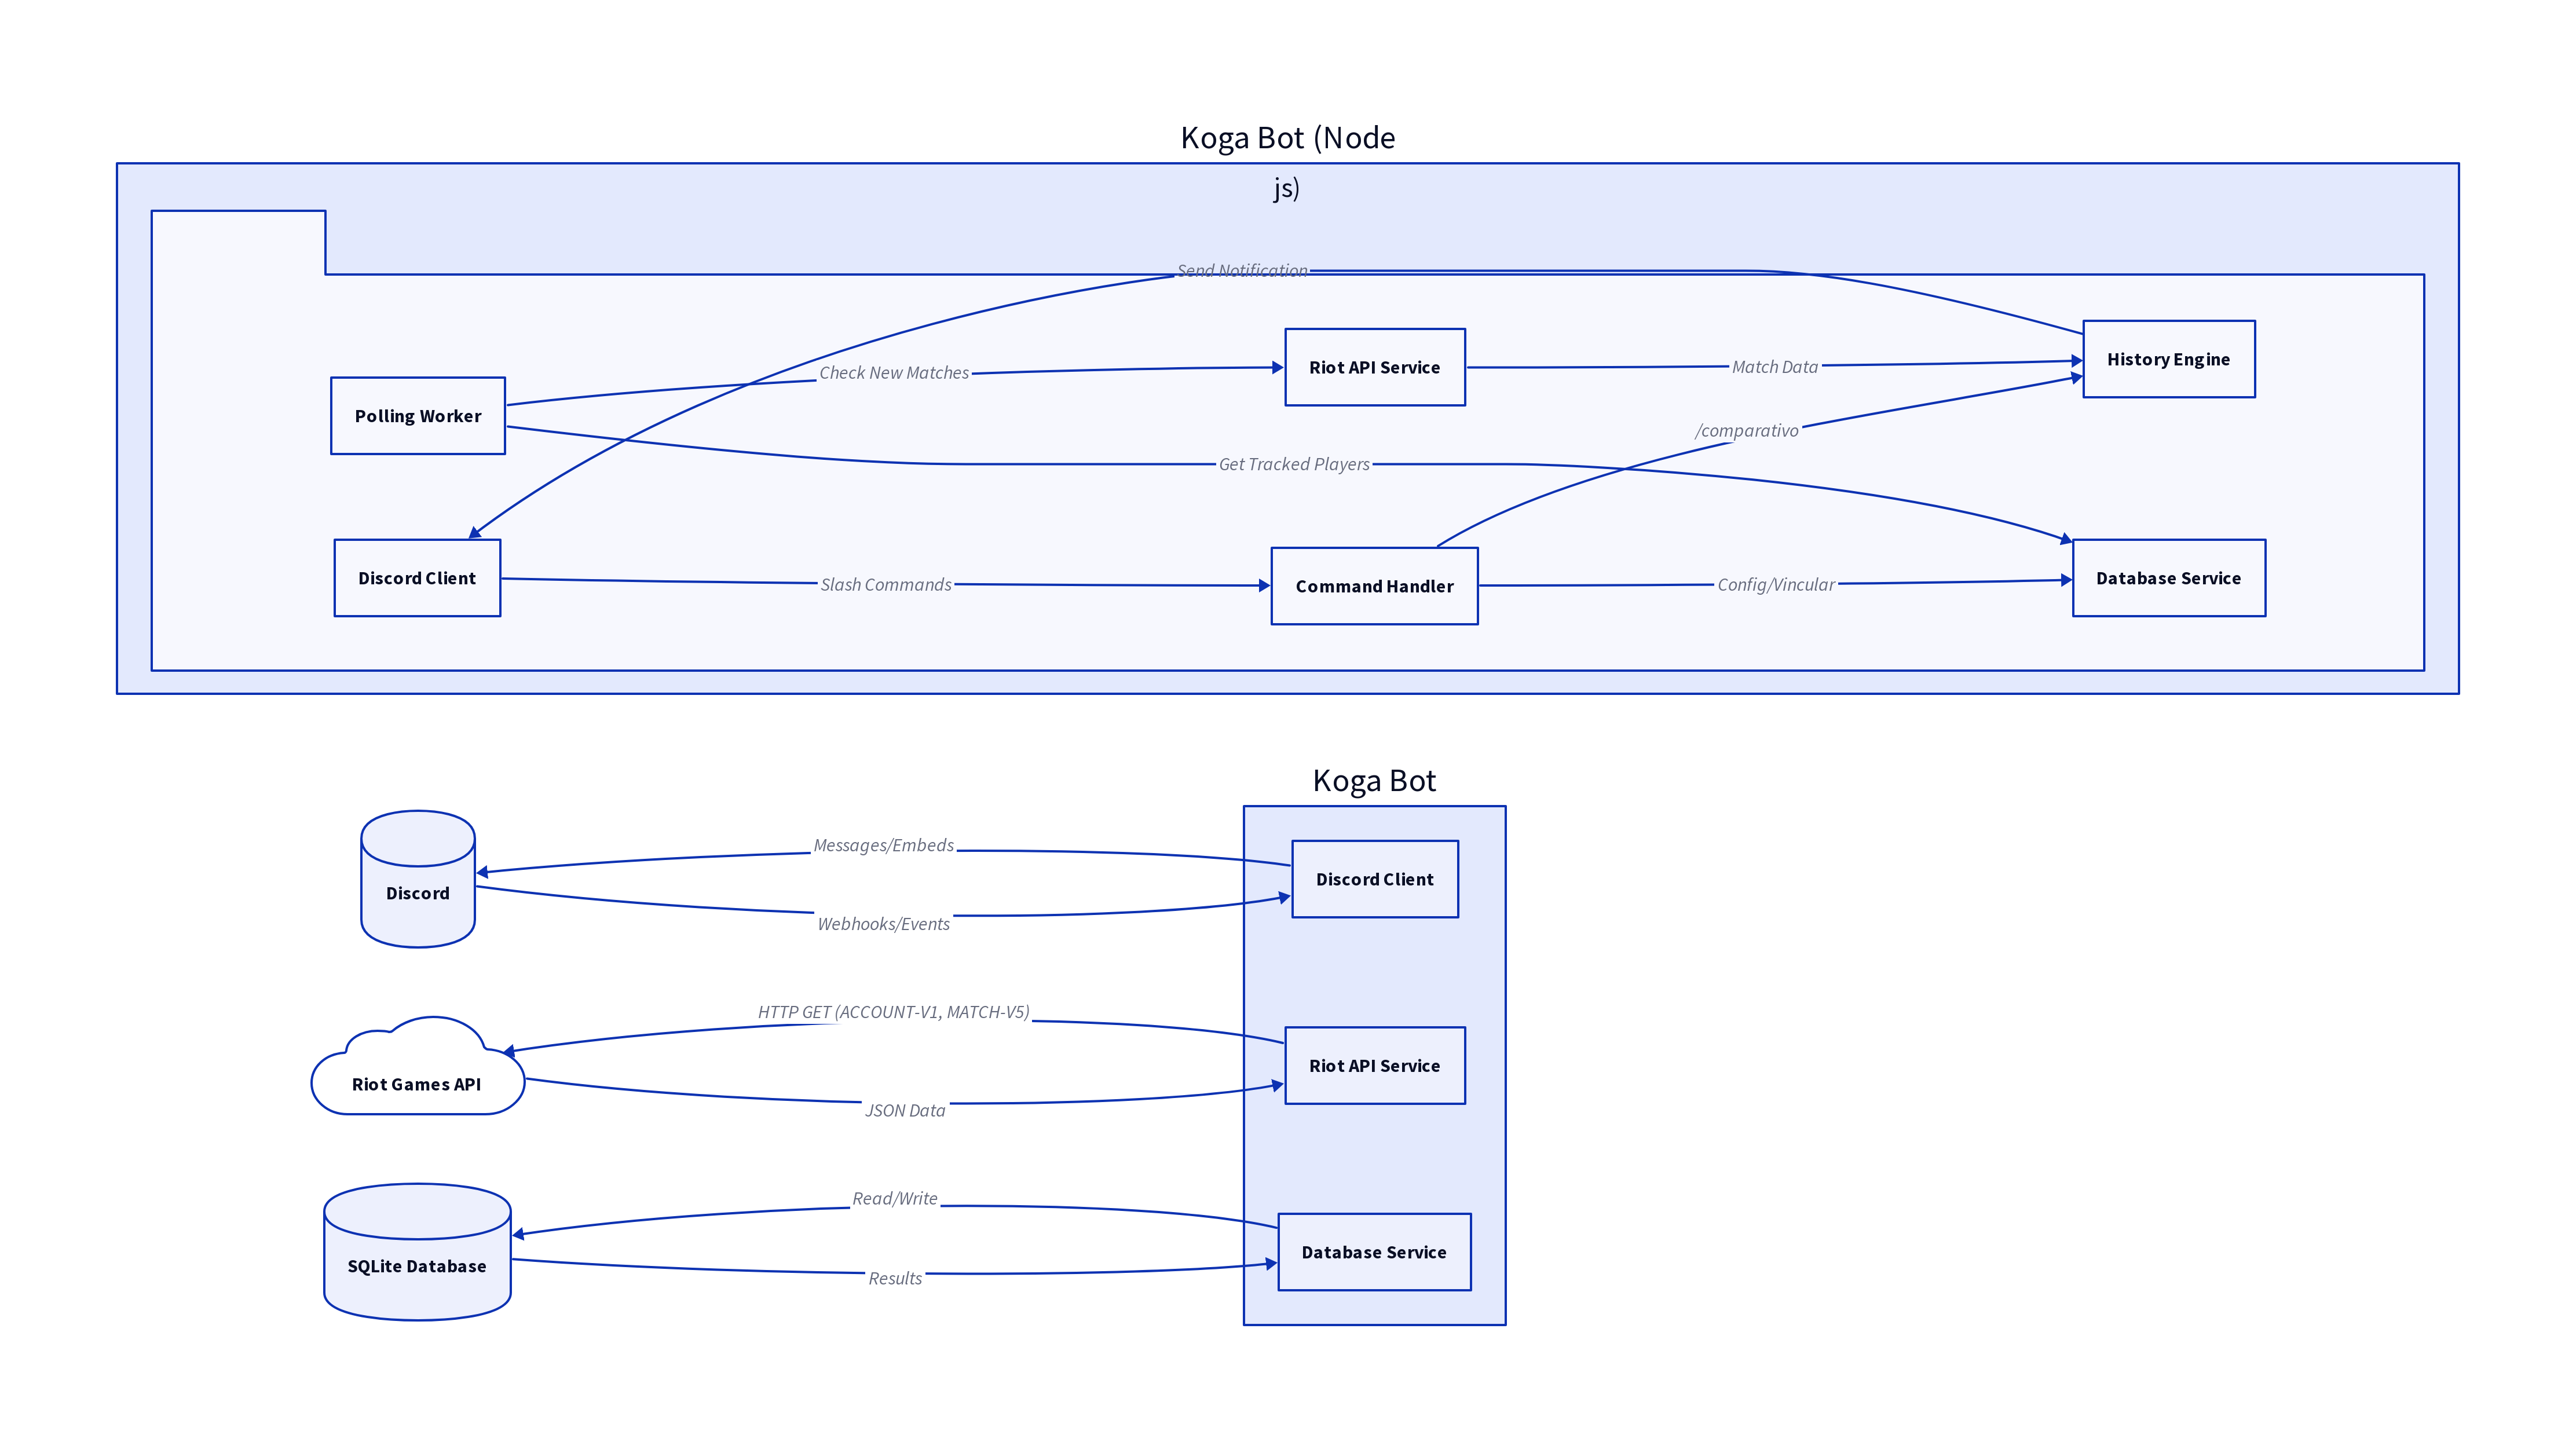 Koga Bot (Node
js)
Send Notification
Polling Worker
Check New Matches
Riot API Service
Match Data
History Engine
/comparativo
Get Tracked Players
Discord Client
Slash Commands
Command Handler
Config/Vincular
Database Service
Koga Bot
Discord
Messages/Embeds
Webhooks/Events
Discord Client
Riot Games API
HTTP GET (ACCOUNT-V1, MATCH-V5)
JSON Data
Riot API Service
SQLite Database
Read/Write
Results
Database Service